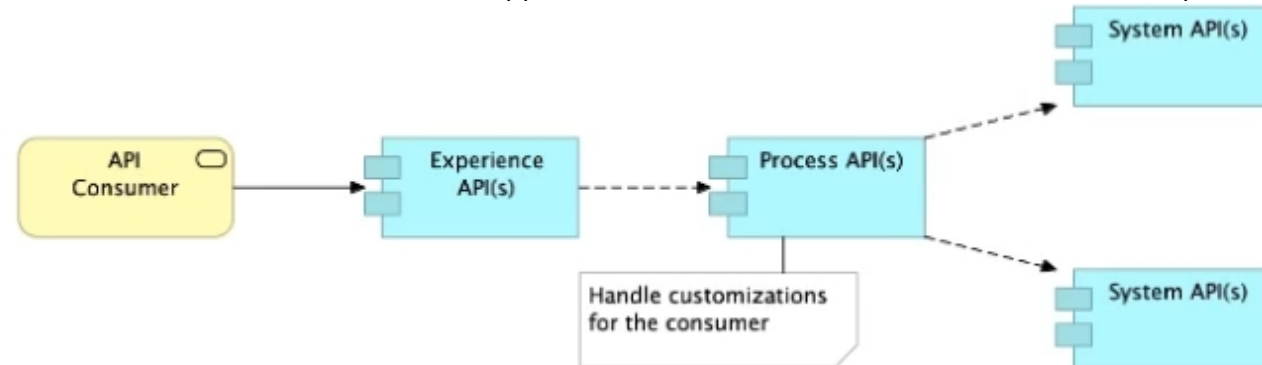 System API(s)
API
Consumer
Experience
API(s)
Process API(s)
Handle customizations
for the consumer
System API(s)